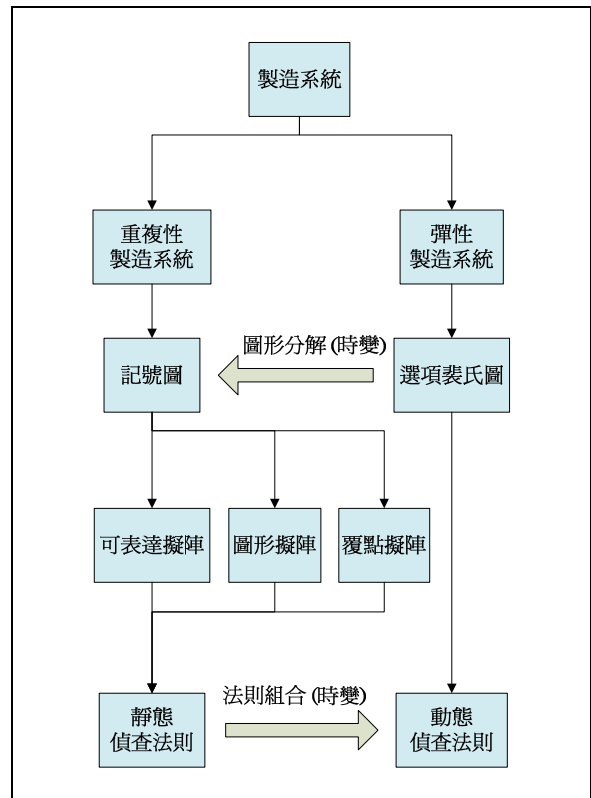 製造系統
重複性
製造系統
彈性
製造系統
圖形分解(時變)
記號圖
選項裴氏圖
可表達擬陣
圖形擬陣
覆點擬陣
法則組合(時變)
靜態
偵查法則
動態
偵查法則